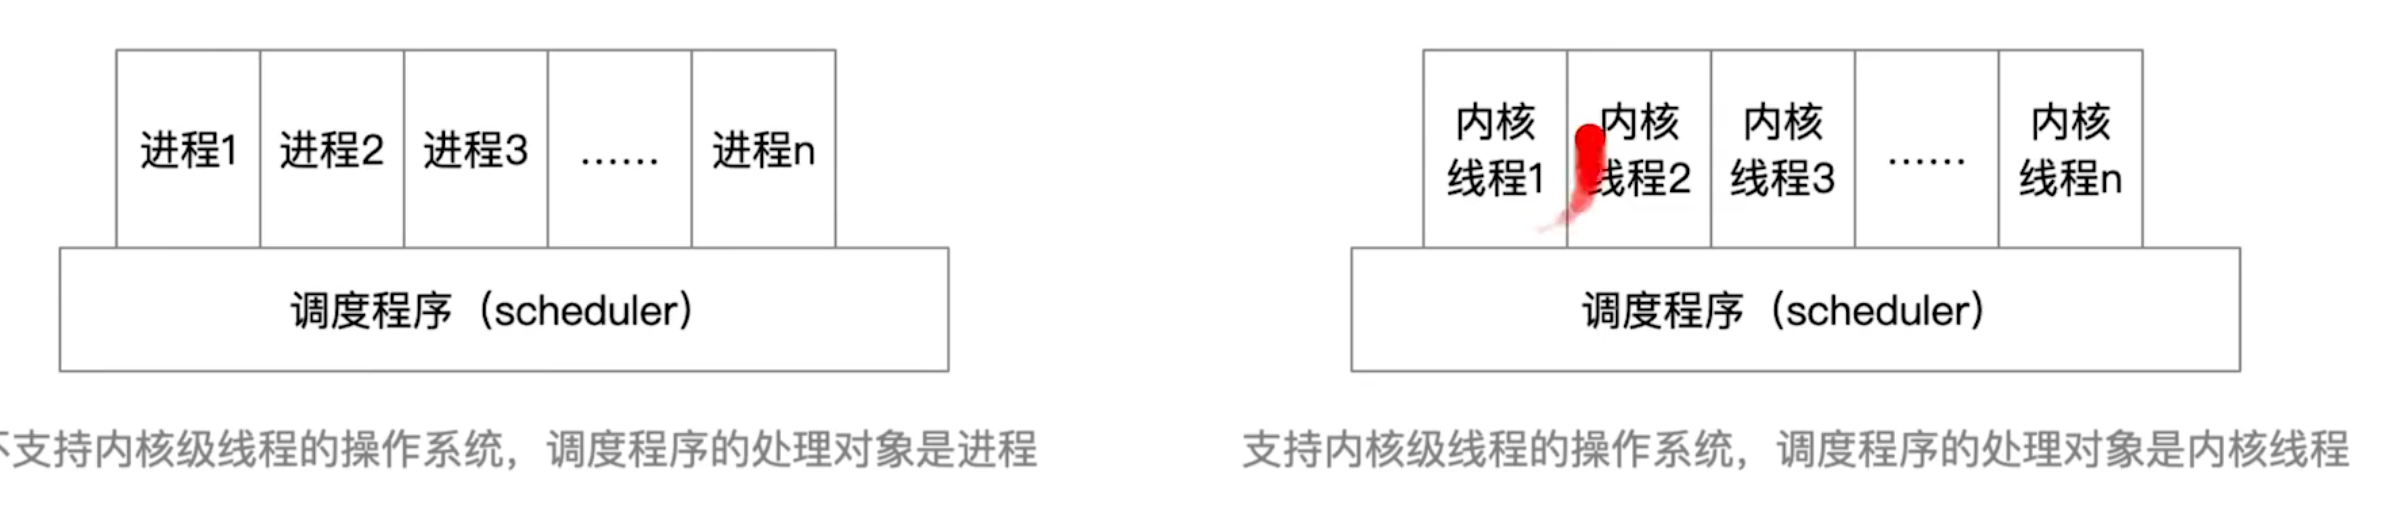 进程1
进程2
进程3
……
进程n
调度程序（scheduler）
不支持内核级线程的操作系统，调度程序的处理对象是进程
内核
线程1
内核
线程2
内核
线程3
……
内核
线程n
调度程序（scheduler）
支持内核级线程的操作系统，调度程序的处理对象是内核线程